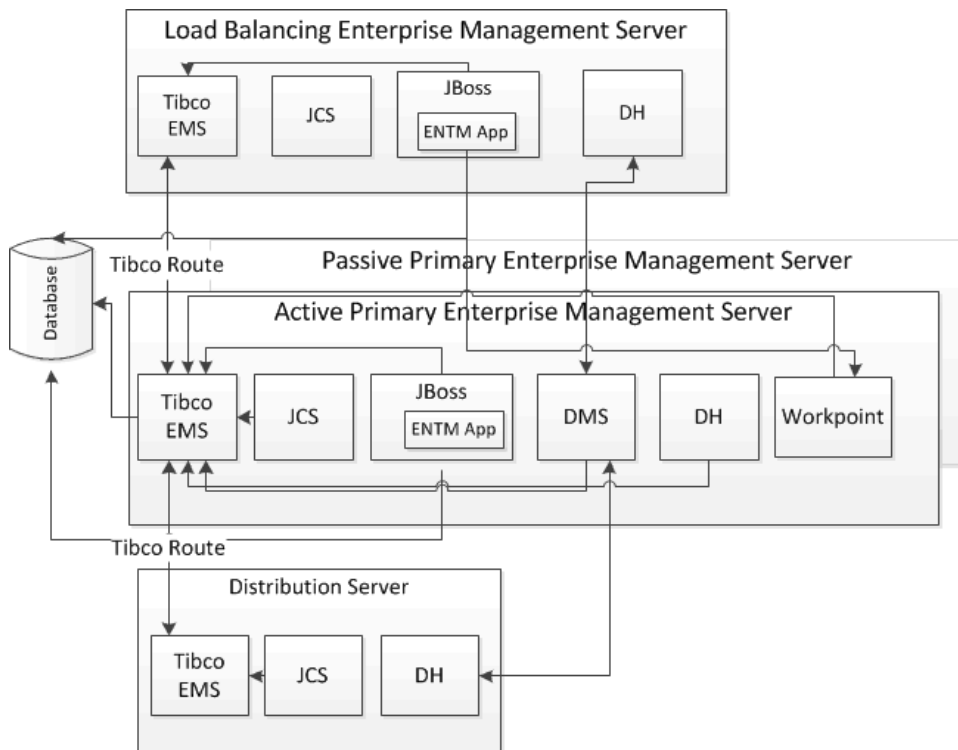 Load Balancing Enterprise Management Server
Tibco
EMS
JCS
JBoss
ENTM App
DH
Database
Tibco Route
Passive Primary Enterprise Management Server
Active Primary Enterprise Management Server
Tibco
EMS
JCS
JBoss
ENTM App
DMS
DH
Workpoint
Tibco Route
Distribution Server
Tibco
EMS
JCS
DH